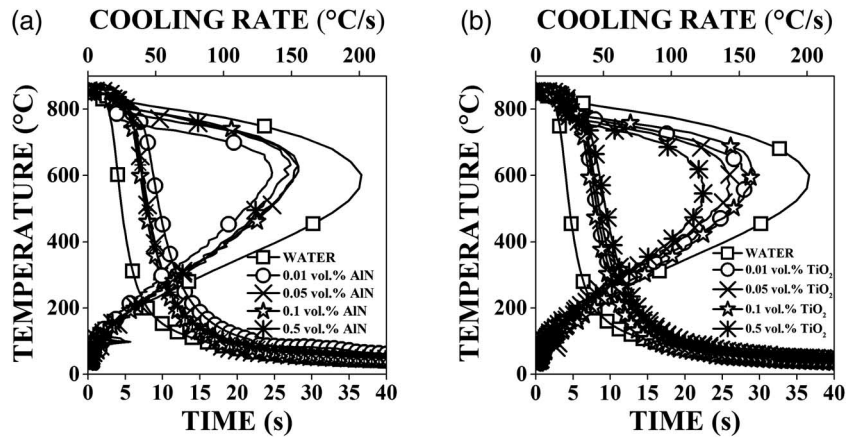 (a)
COOLING RATE (°C/s)
0 50 100 150 200
TEMPERATURE (°C)
800
600
400
200
0
WATER
0.01 vol.% AlN
0.05 vol.% AlN
0.1 vol.% AlN
0.5 vol.% AlN
0 5 10 15 20 25 30 35 40
TIME (s)
(b)
COOLING RATE (°C/s)
0 50 100 150 200
TEMPERATURE (°C)
800
600
400
200
0
WATER
0.01 vol.% TiO₂
0.05 vol.% TiO₂
0.1 vol.% TiO₂
0.5 vol.% TiO₂
0 5 10 15 20 25 30 35 40
TIME (s)